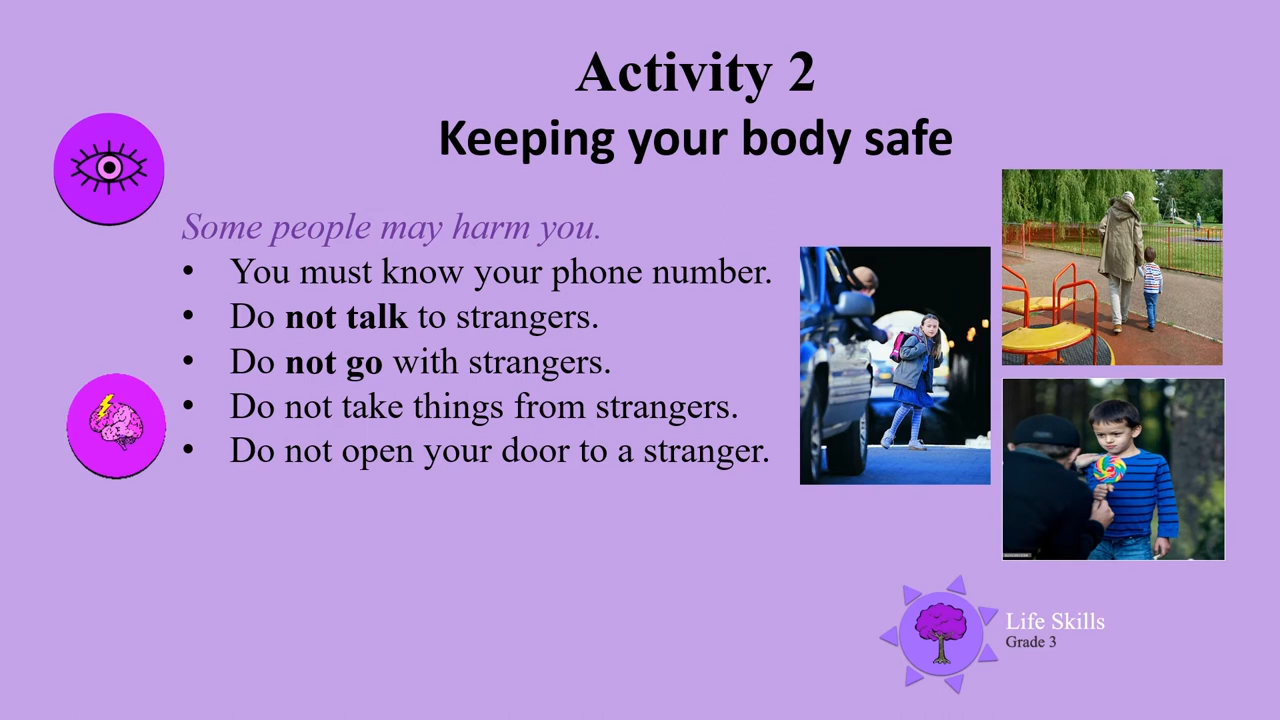 Activity 2
Keeping your body safe
Some people may harm you.
• You must know your phone number.
• Do not talk to strangers.
• Do not go with strangers.
• Do not take things from strangers.
• Do not open your door to a stranger.
Life Skills
Grade 3